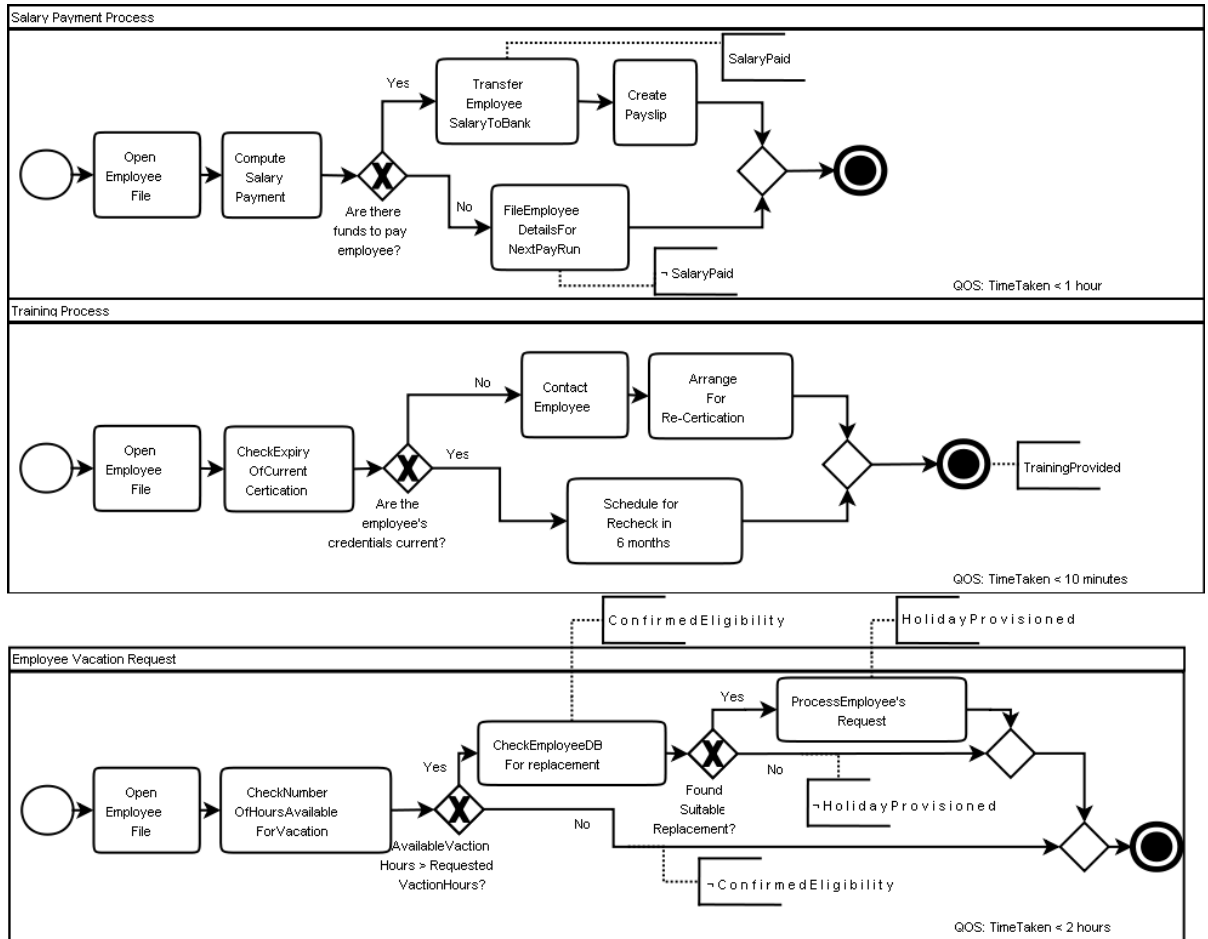 Salary Payment Process
SalaryPaid
Yes
Transfer
Employee
SalaryToBank
Create
Payslip
Open
Employee
File
Compute
Salary
Payment
X
Are there
funds to pay
employee?
No
FileEmployee
DetailsFor
NextPayRun
¬ SalaryPaid
QOS: TimeTaken < 1 hour
Training Process
No
Contact
Employee
Arrange
For
Re-Certication
Open
Employee
File
CheckExpiry
OfCurrent
Certication
X
Yes
Are the
employee's
credentials current?
Schedule for
Recheck in
6 months
TrainingProvided
QOS: TimeTaken < 10 minutes
ConfirmedEligibility
HolidayProvisioned
Employee Vacation Request
Yes
ProcessEmployee's
Request
CheckEmployeeDB
For replacement
X
No
Found
Suitable
Replacement?
¬HolidayProvisioned
Open
Employee
File
CheckNumber
OfHoursAvailable
ForVacation
Yes
X
No
AvailableVaction
Hours > Requested
VactionHours?
¬ConfirmedEligibility
QOS: TimeTaken < 2 hours